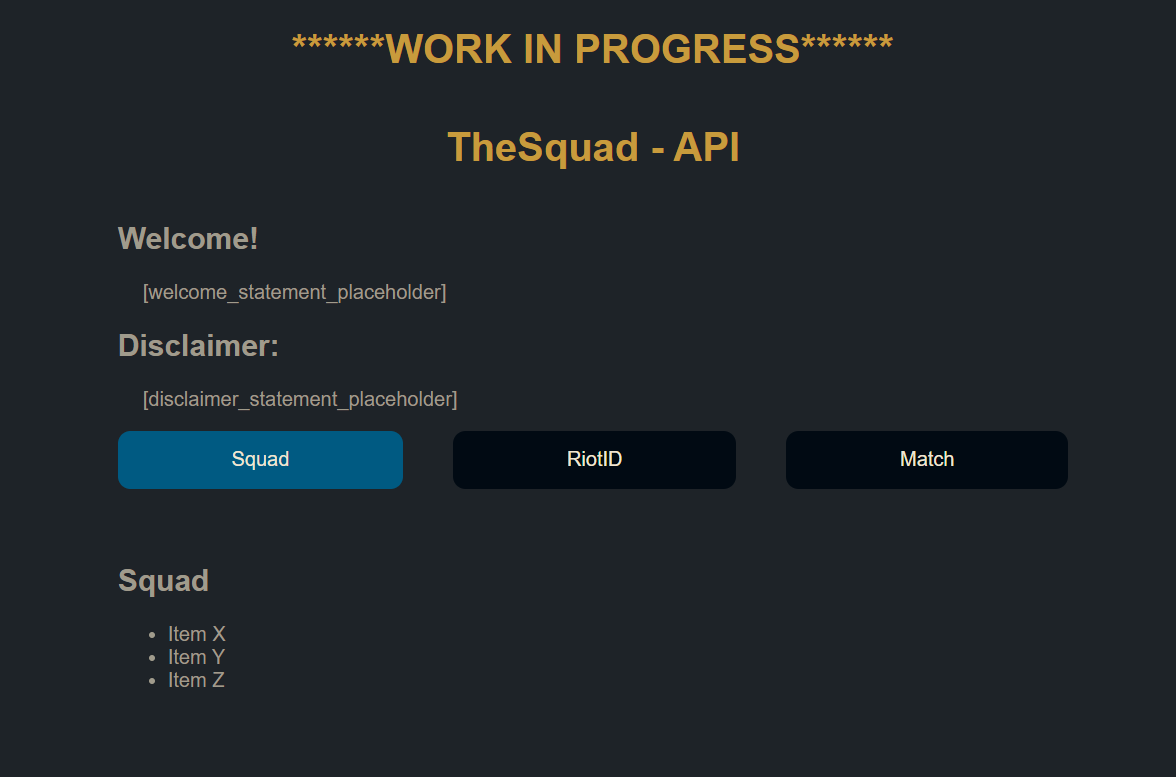 ******WORK IN PROGRESS******
TheSquad - API
Welcome!
[welcome_statement_placeholder]
Disclaimer:
[disclaimer_statement_placeholder]
Squad
RiotID
Match
Squad
Item X
Item Y
Item Z